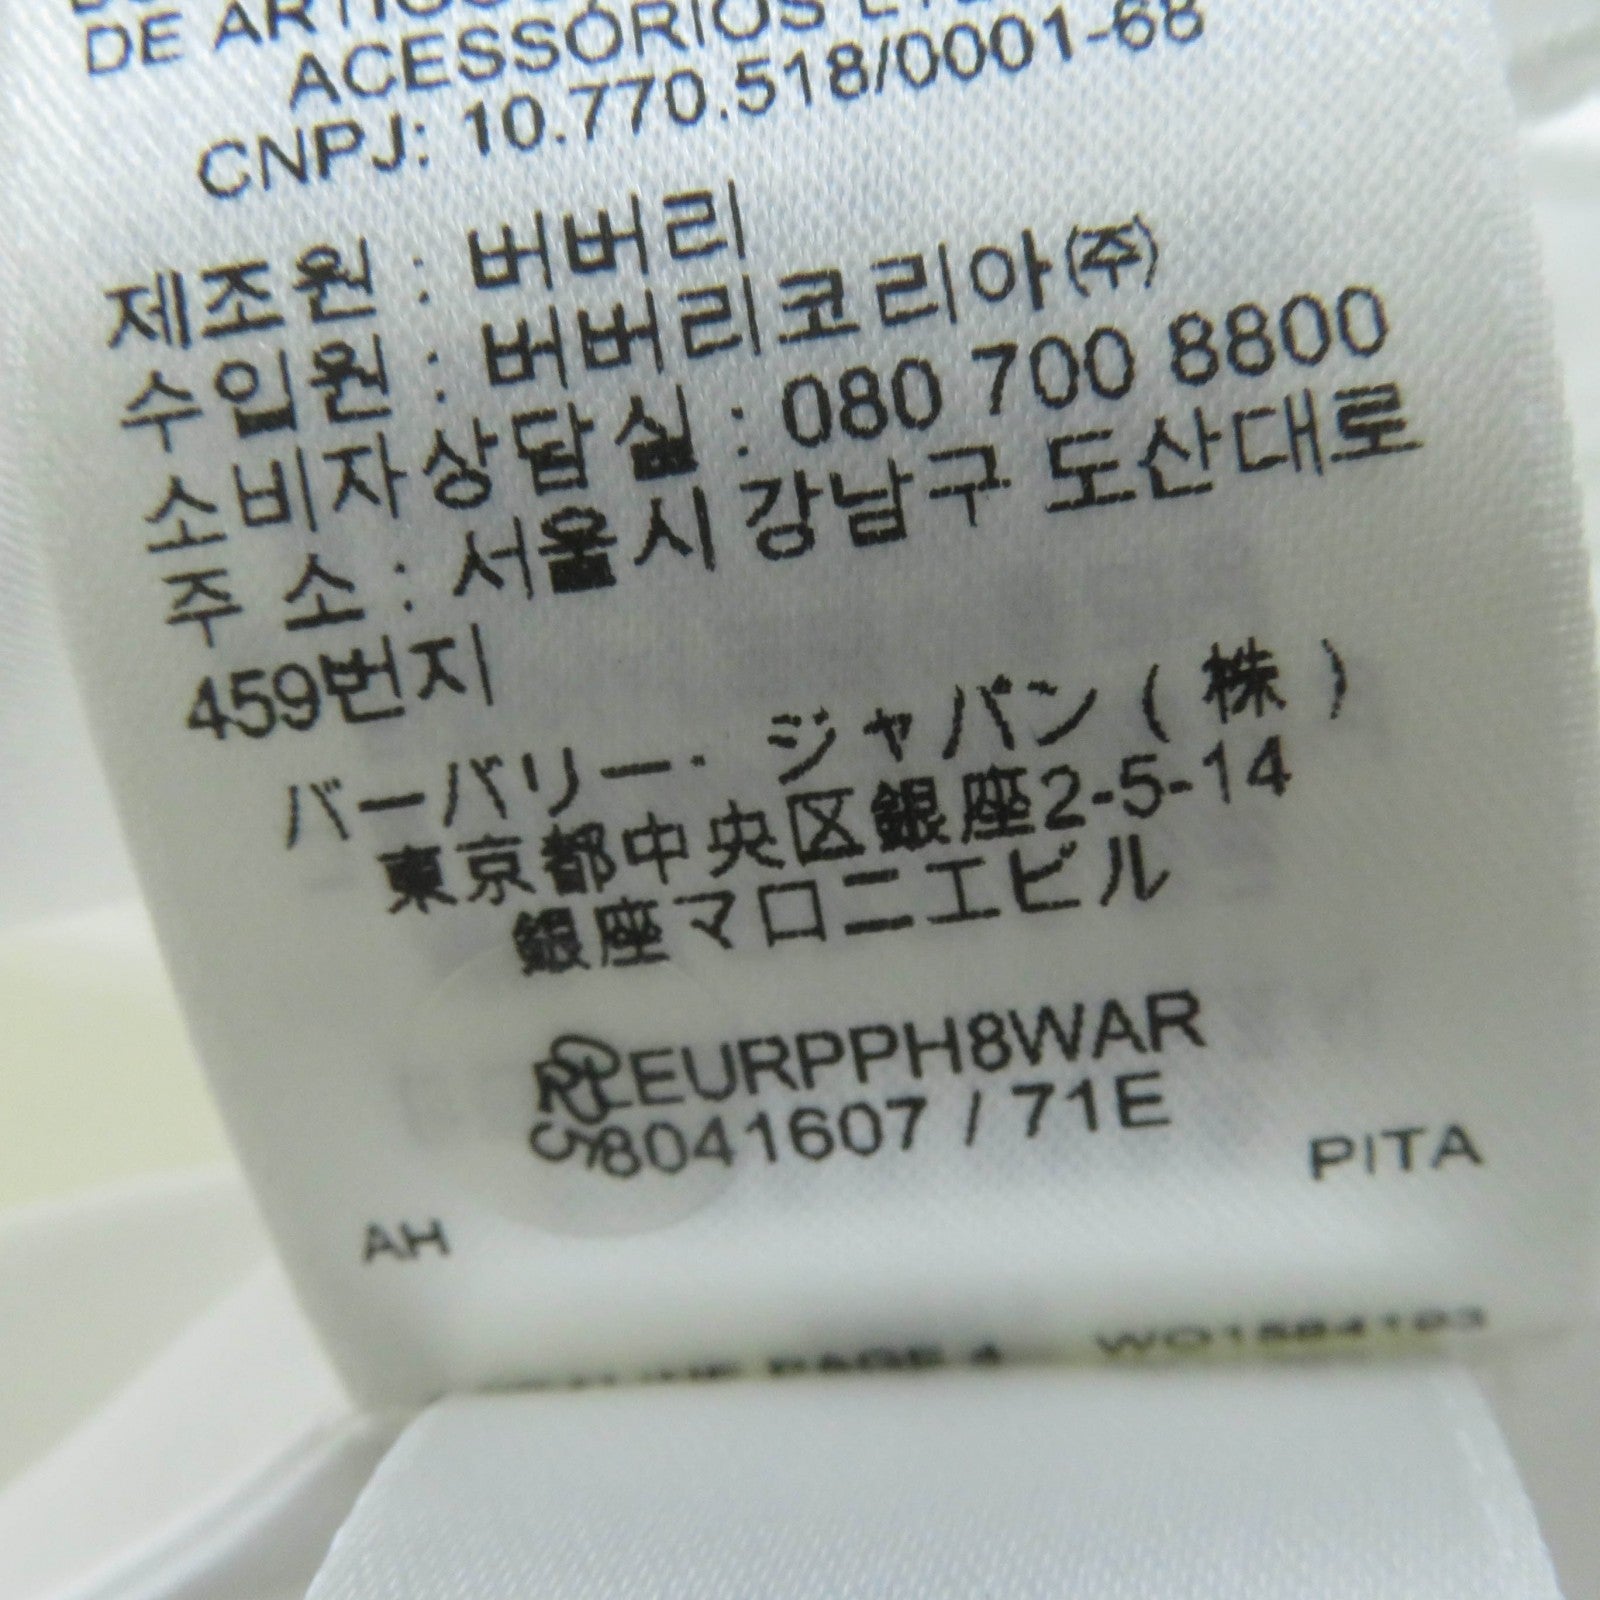 DE
ACESSÓRIOS
CNPJ: 10.770.518/0001-68
제조원 : 버버리
수입원 : 버버리코리아(주)
소비자상담실 : 080 700 8800
주 소 : 서울시 강남구 도산대로
459번지
バーバリー・ジャパン ( 株 )
東京都中央区銀座2-5-14
銀座マロニエビル
EURPPH8WAR
8041607 / 71E
PITA
AH
PAGE 4 WO1584193